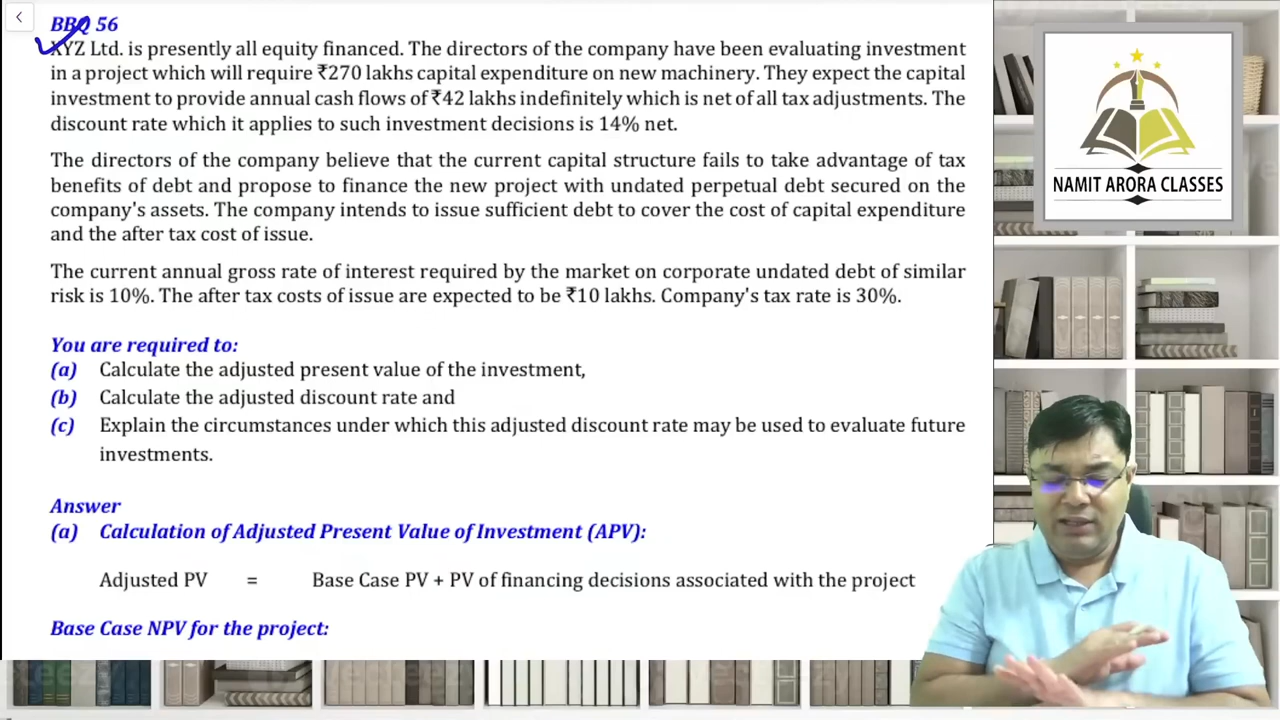 BBQ 56
XYZ Ltd. is presently all equity financed. The directors of the company have been evaluating investment
in a project which will require ₹270 lakhs capital expenditure on new machinery. They expect the capital
investment to provide annual cash flows of ₹42 lakhs indefinitely which is net of all tax adjustments. The
discount rate which it applies to such investment decisions is 14% net.
The directors of the company believe that the current capital structure fails to take advantage of tax
benefits of debt and propose to finance the new project with undated perpetual debt secured on the
company's assets. The company intends to issue sufficient debt to cover the cost of capital expenditure
and the after tax cost of issue.
The current annual gross rate of interest required by the market on corporate undated debt of similar
risk is 10%. The after tax costs of issue are expected to be ₹10 lakhs. Company's tax rate is 30%.
You are required to:
(a) Calculate the adjusted present value of the investment,
(b) Calculate the adjusted discount rate and
(c) Explain the circumstances under which this adjusted discount rate may be used to evaluate future
investments.
Answer
(a) Calculation of Adjusted Present Value of Investment (APV):
Adjusted PV = Base Case PV + PV of financing decisions associated with the project
Base Case NPV for the project:
NAMIT ARORA CLASSES